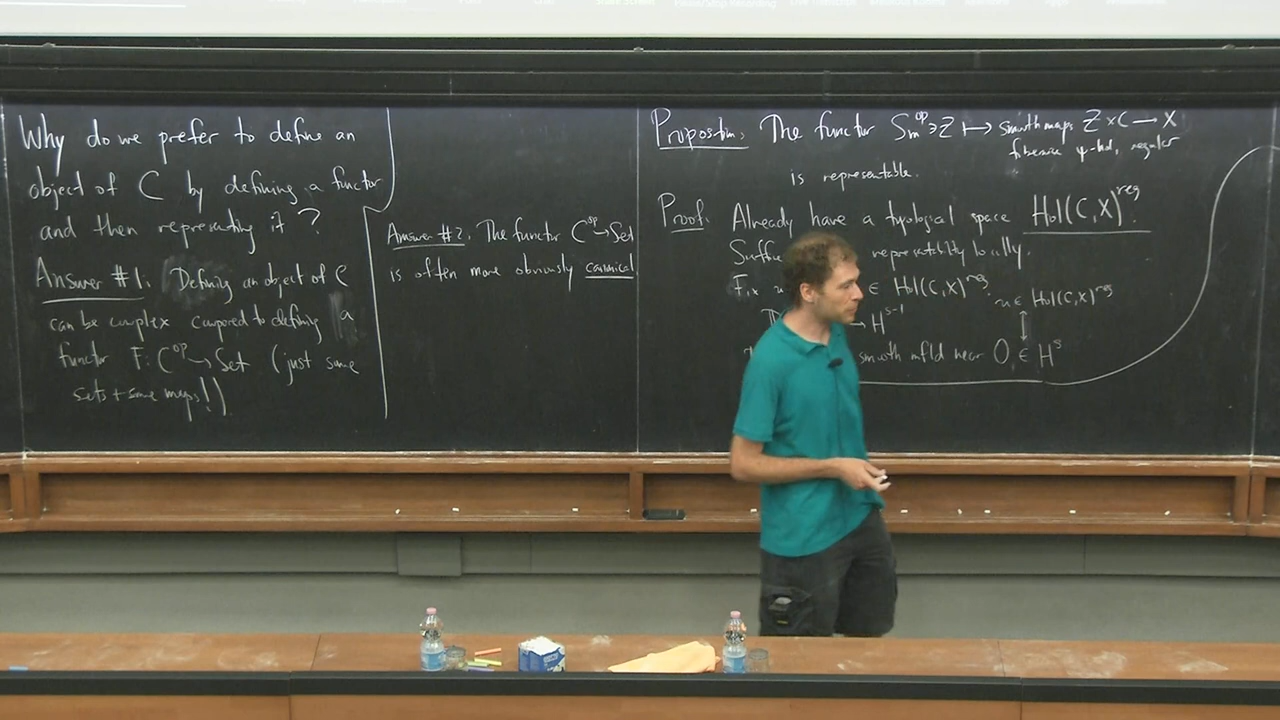 Why do we prefer to define an
object of C by defining a functor
and then representing it?
Answer #1. Defining an object of C
can be complex compared to defining a
functor F: C^op → Set (just some
sets + some maps!!)
Answer #2. The functor C^op → Set
is often more obviously canonical
Proposition. The functor Sm^op ∋ Z ↦ smooth maps Z × C → X
fiberwise ψ-hol, regular
is representable.
Proof. Already have a topological space Hol(C,X)^reg.
Suffi representability locally.
Fix u ∈ Hol(C,X)^reg.
→ H^s-1
smooth mfld near 0 ∈ H^s
u ∈ Hol(C,X)^reg
↕